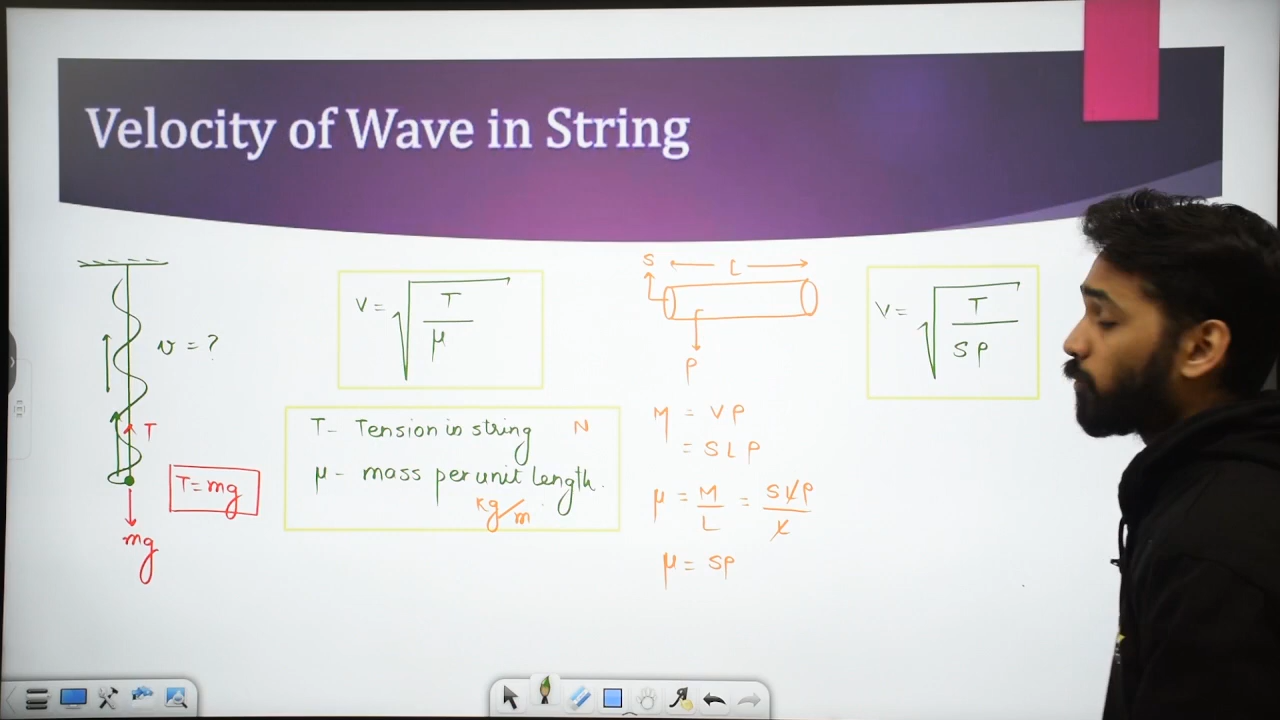 Velocity of Wave in String
v = ?
T
T = mg
mg
v = √(T/μ)
T – Tension in string N
μ – mass per unit length.
kg/m
S L
ρ
M = Vρ
= SLρ
μ = M/L = SLρ/L
μ = Sρ
v = √(T/Sρ)